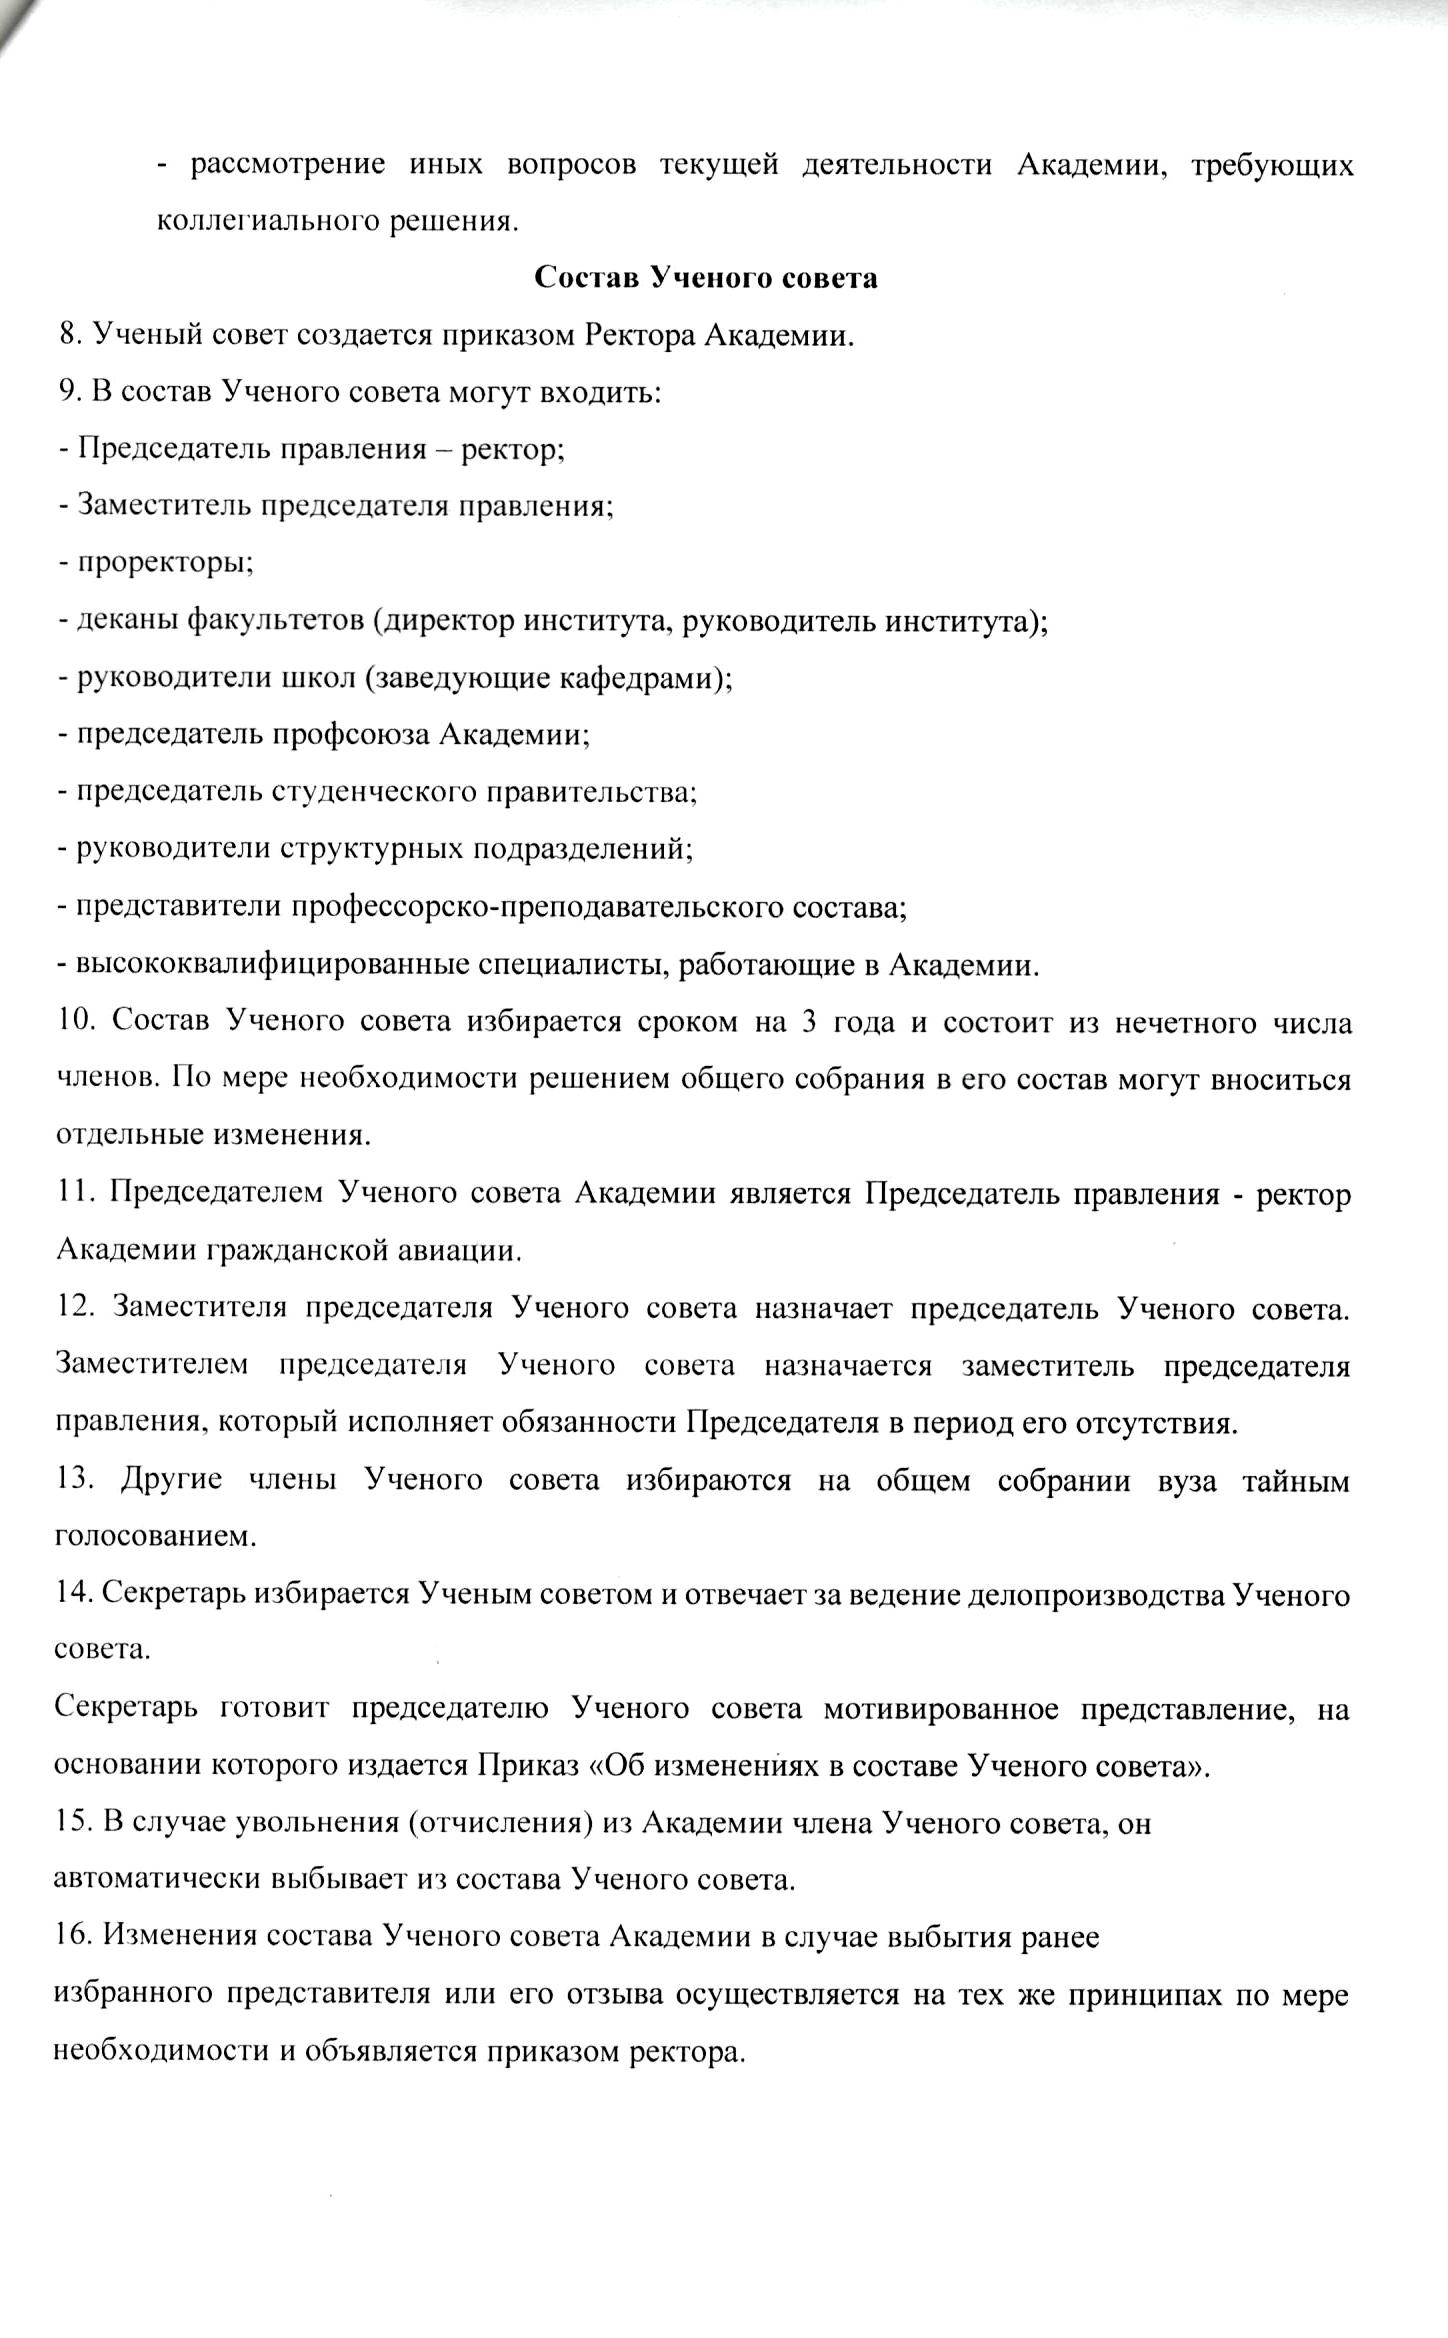 - рассмотрение иных вопросов текущей деятельности Академии, требующих
коллегиального решения.
Состав Ученого совета
8. Ученый совет создается приказом Ректора Академии.
9. В состав Ученого совета могут входить:
- Председатель правления – ректор;
- Заместитель председателя правления;
- проректоры;
- деканы факультетов (директор института, руководитель института);
- руководители школ (заведующие кафедрами);
- председатель профсоюза Академии;
- председатель студенческого правительства;
- руководители структурных подразделений;
- представители профессорско-преподавательского состава;
- высококвалифицированные специалисты, работающие в Академии.
10. Состав Ученого совета избирается сроком на 3 года и состоит из нечетного числа
членов. По мере необходимости решением общего собрания в его состав могут вноситься
отдельные изменения.
11. Председателем Ученого совета Академии является Председатель правления - ректор
Академии гражданской авиации.
12. Заместителя председателя Ученого совета назначает председатель Ученого совета.
Заместителем председателя Ученого совета назначается заместитель председателя
правления, который исполняет обязанности Председателя в период его отсутствия.
13. Другие члены Ученого совета избираются на общем собрании вуза тайным
голосованием.
14. Секретарь избирается Ученым советом и отвечает за ведение делопроизводства Ученого
совета.
Секретарь готовит председателю Ученого совета мотивированное представление, на
основании которого издается Приказ «Об изменениях в составе Ученого совета».
15. В случае увольнения (отчисления) из Академии члена Ученого совета, он
автоматически выбывает из состава Ученого совета.
16. Изменения состава Ученого совета Академии в случае выбытия ранее
избранного представителя или его отзыва осуществляется на тех же принципах по мере
необходимости и объявляется приказом ректора.